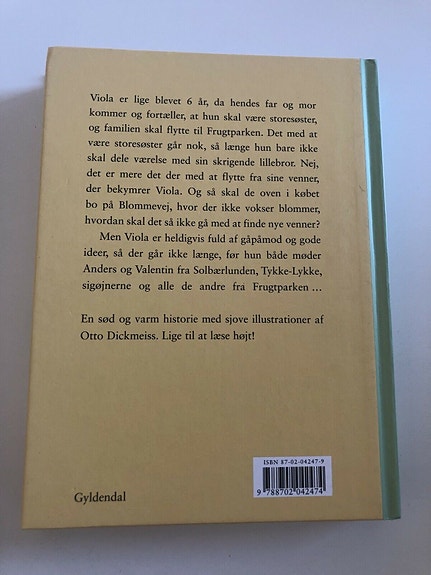 Viola er lige blevet 6 år, da hendes far og mor
kommer og fortæller, at hun skal være storesøster,
og familien skal flytte til Frugtparken. Det med at
være storesøster går nok, så længe hun bare ikke
skal dele værelse med sin skrigende lillebror. Nej,
det er mere det der med at flytte fra sine venner,
der bekymrer Viola. Og så skal de oven i købet
bo på Blommevej, hvor der ikke vokser blommer,
hvordan skal det så ikke gå med at finde nye venner?
Men Viola er heldigvis fuld af gåpåmod og gode
ideer, så der går ikke længe, før hun både møder
Anders og Valentin fra Solbærlunden, Tykke-Lykke,
sigøjnerne og alle de andre fra Frugtparken ...
En sød og varm historie med sjove illustrationer af
Otto Dickmeiss. Lige til at læse højt!
ISBN 87-02-04247-9
9 788702 042474
Gyldendal